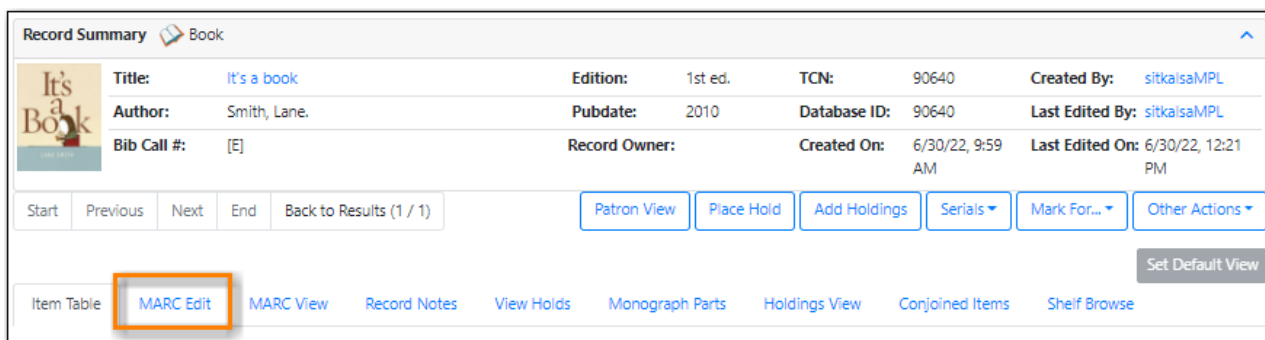 Record Summary Book
It's a Book
LANE SMITH
Title: It's a book Edition: 1st ed. TCN: 90640 Created By: sitkalsaMPL
Author: Smith, Lane. Pubdate: 2010 Database ID: 90640 Last Edited By: sitkalsaMPL
Bib Call #: [E] Record Owner: Created On: 6/30/22, 9:59 AM Last Edited On: 6/30/22, 12:21 PM
Start Previous Next End Back to Results (1 / 1) Patron View Place Hold Add Holdings Serials Mark For... Other Actions
Set Default View
Item Table MARC Edit MARC View Record Notes View Holds Monograph Parts Holdings View Conjoined Items Shelf Browse